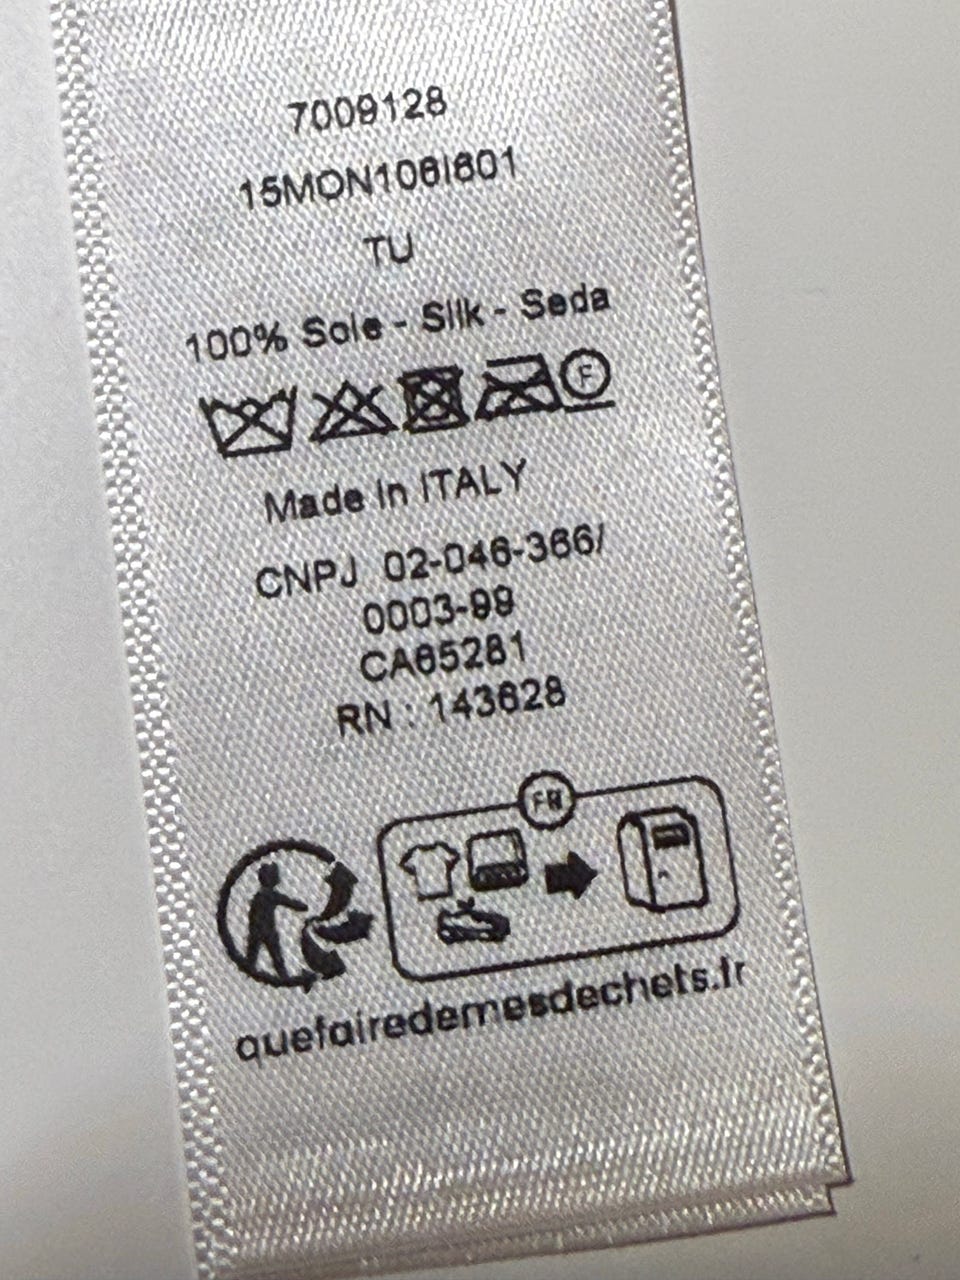 7009128
15MON106I601
TU
100% Soie - Silk - Seda
F
Made in ITALY
CNPJ 02-046-366/
0003-99
CA65281
RN : 143628
FR
quefairedemesdechets.fr